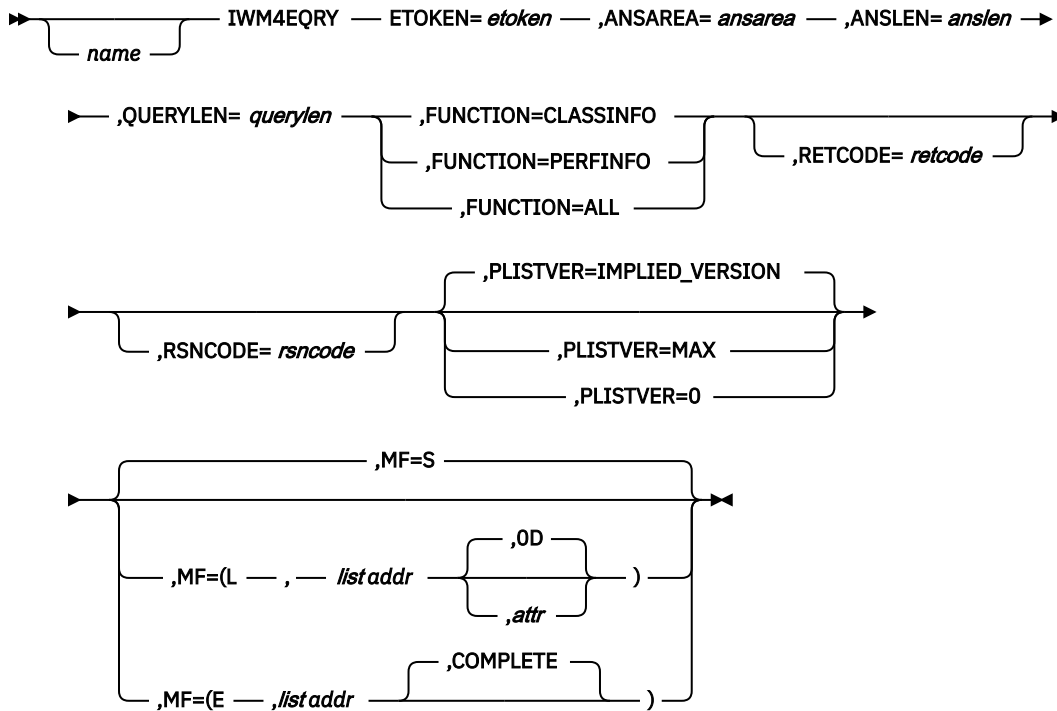 IWM4EQRY ETOKEN= etoken ,ANSAREA= ansarea ,ANSLEN= anslen
name
,QUERYLEN= querylen ,FUNCTION=CLASSINFO
,FUNCTION=PERFINFO
,FUNCTION=ALL
,RETCODE= retcode
,RSNCODE= rsncode
,PLISTVER=IMPLIED_VERSION
,PLISTVER=MAX
,PLISTVER=0
,MF=S
,MF=(L , list addr ,0D )
,attr
,MF=(E ,list addr ,COMPLETE )